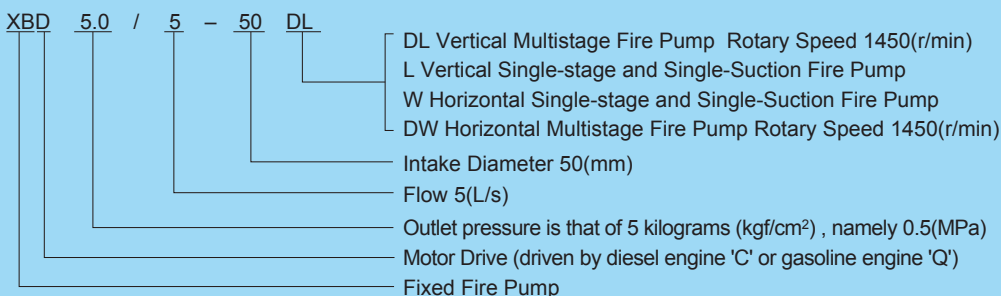 XBD 5.0 / 5 – 50 DL
DL Vertical Multistage Fire Pump Rotary Speed 1450(r/min)
L Vertical Single-stage and Single-Suction Fire Pump
W Horizontal Single-stage and Single-Suction Fire Pump
DW Horizontal Multistage Fire Pump Rotary Speed 1450(r/min)
Intake Diameter 50(mm)
Flow 5(L/s)
Outlet pressure is that of 5 kilograms (kgf/cm²) , namely 0.5(MPa)
Motor Drive (driven by diesel engine 'C' or gasoline engine 'Q')
Fixed Fire Pump